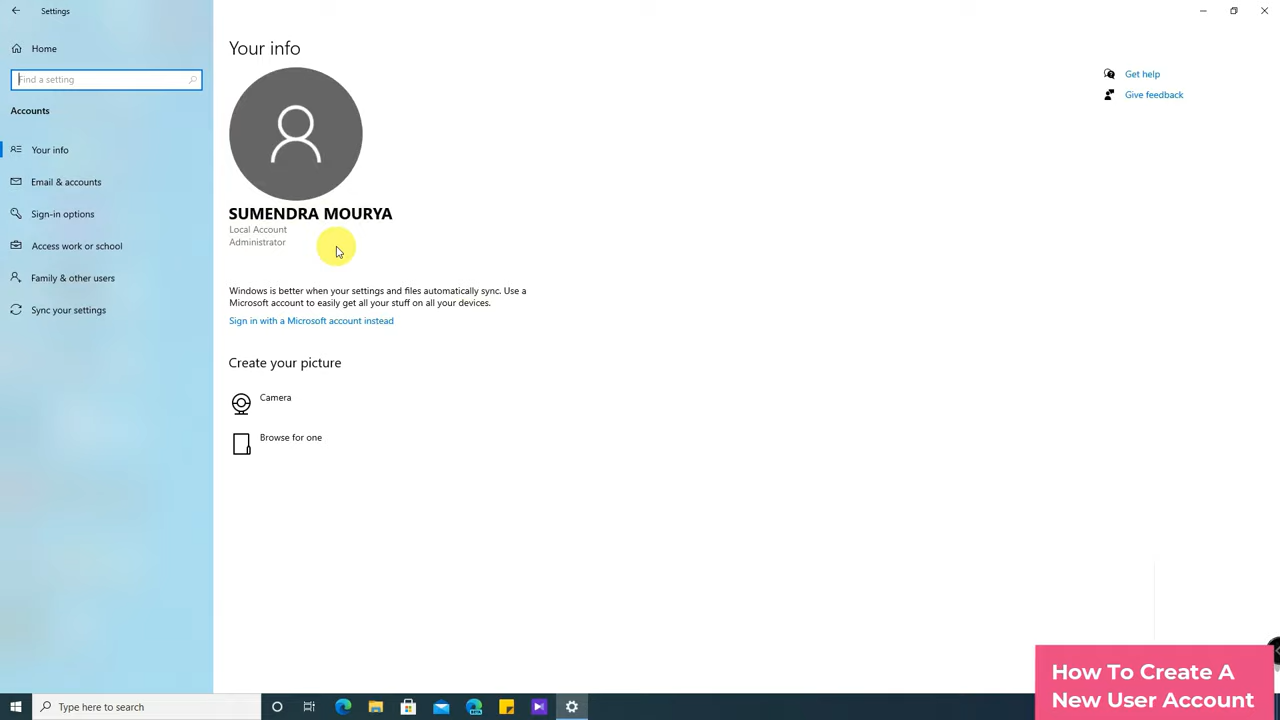 Settings
Home
Find a setting
Accounts
Your info
Email & accounts
Sign-in options
Access work or school
Family & other users
Sync your settings
Your info
SUMENDRA MOURYA
Local Account
Administrator
Windows is better when your settings and files automatically sync. Use a
Microsoft account to easily get all your stuff on all your devices.
Sign in with a Microsoft account instead
Create your picture
Camera
Browse for one
Get help
Give feedback
How To Create A
New User Account
Type here to search